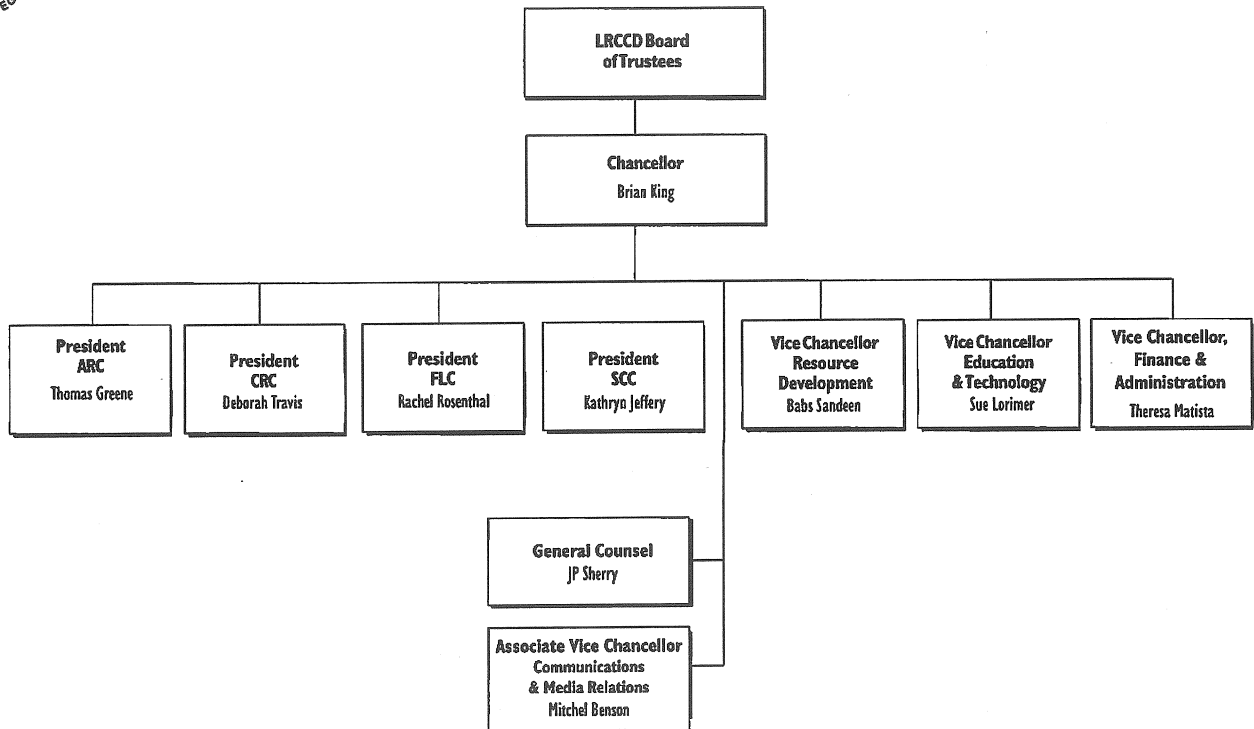 LRCCD Board
of Trustees
Chancellor
Brian King
President
ARC
Thomas Greene
President
CRC
Deborah Travis
President
FLC
Rachel Rosenthal
President
SCC
Kathryn Jeffery
Vice Chancellor
Resource
Development
Babs Sandeen
Vice Chancellor
Education
& Technology
Sue Lorimer
Vice Chancellor,
Finance &
Administration
Theresa Matista
General Counsel
JP Sherry
Associate Vice Chancellor
Communications
& Media Relations
Mitchel Benson